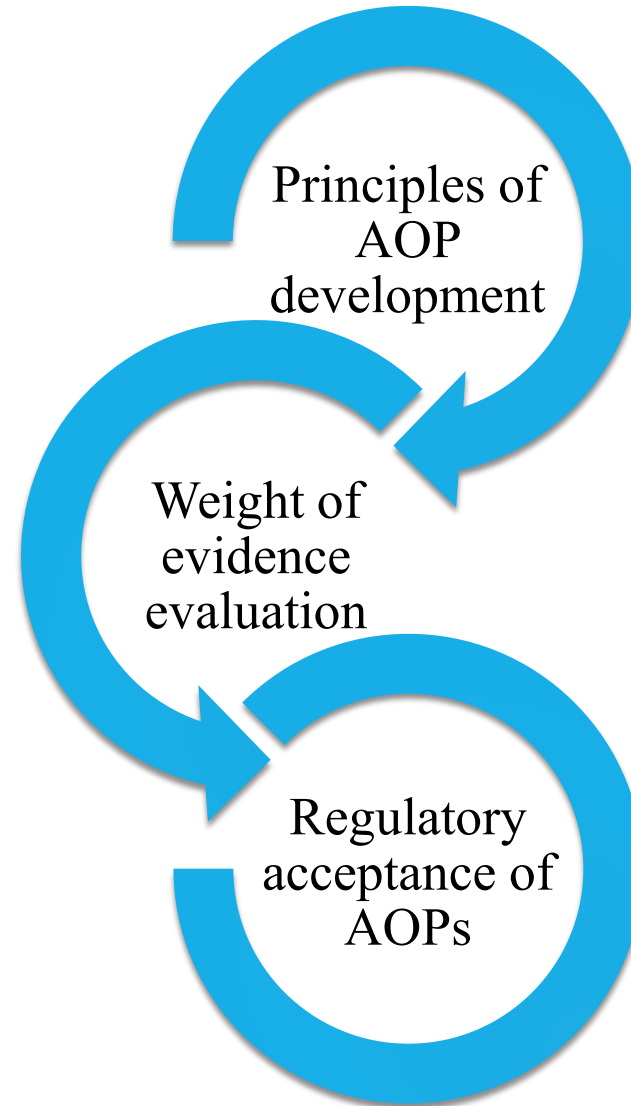 Principles of
AOP
development
Weight of
evidence
evaluation
Regulatory
acceptance of
AOPs